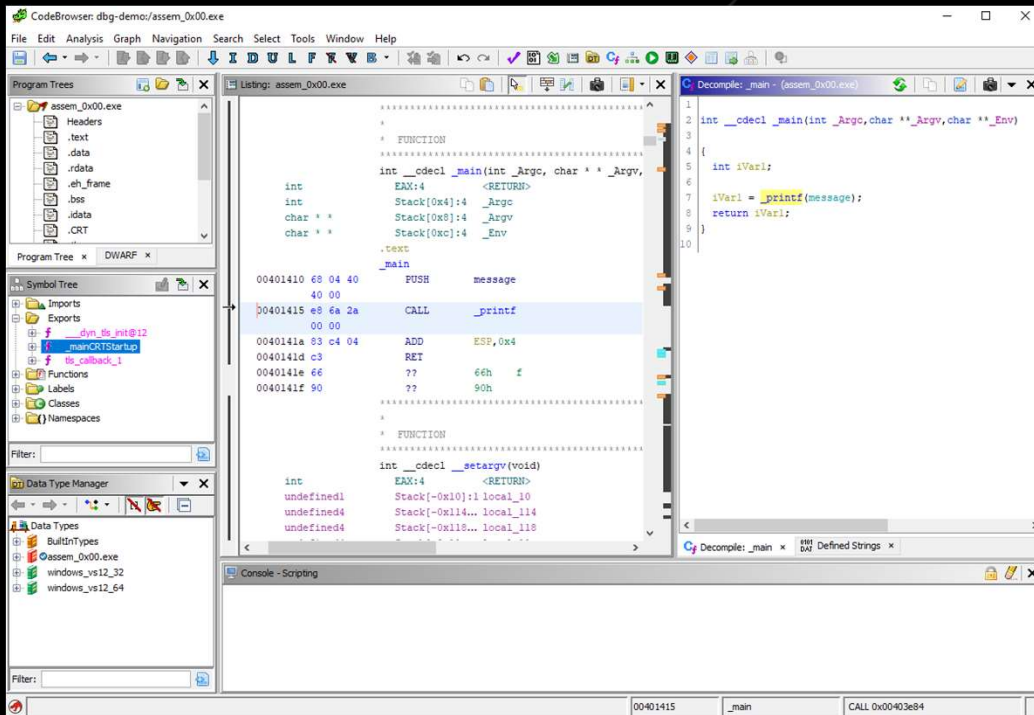 CodeBrowser: dbg-demo:/assem_0x00.exe
File Edit Analysis Graph Navigation Search Select Tools Window Help
I D U L F R V B
Program Trees
assem_0x00.exe
Headers
.text
.data
.rdata
.eh_frame
.bss
.idata
.CRT
Program Tree x DWARF x
Symbol Tree
Imports
Exports
f ___dyn_tls_init@12
f _mainCRTStartup
f tls_callback_1
Functions
Labels
Classes
Namespaces
Filter:
Data Type Manager
Data Types
BuiltInTypes
assem_0x00.exe
windows_vs12_32
windows_vs12_64
Filter:
Listing: assem_0x00.exe
* FUNCTION
int __cdecl _main(int _Argc, char * * _Argv,
int EAX:4 <RETURN>
int Stack[0x4]:4 _Argc
char * * Stack[0x8]:4 _Argv
char * * Stack[0xc]:4 _Env
.text
_main
00401410 68 04 40 PUSH message
40 00
00401415 e8 6a 2a CALL _printf
00 00
0040141a 83 c4 04 ADD ESP,0x4
0040141d c3 RET
0040141e 66 ?? 66h f
0040141f 90 ?? 90h
* FUNCTION
int __cdecl __setargv(void)
int EAX:4 <RETURN>
undefined1 Stack[-0x10]:1 local_10
undefined4 Stack[-0x114... local_114
undefined4 Stack[-0x118... local_118
Decompile: _main - (assem_0x00.exe)
1
2 int __cdecl _main(int _Argc,char **_Argv,char **_Env)
3
4 {
5 int iVar1;
6
7 iVar1 = _printf(message);
8 return iVar1;
9 }
10
Decompile: _main x Defined Strings x
Console - Scripting
00401415 _main CALL 0x00403e84